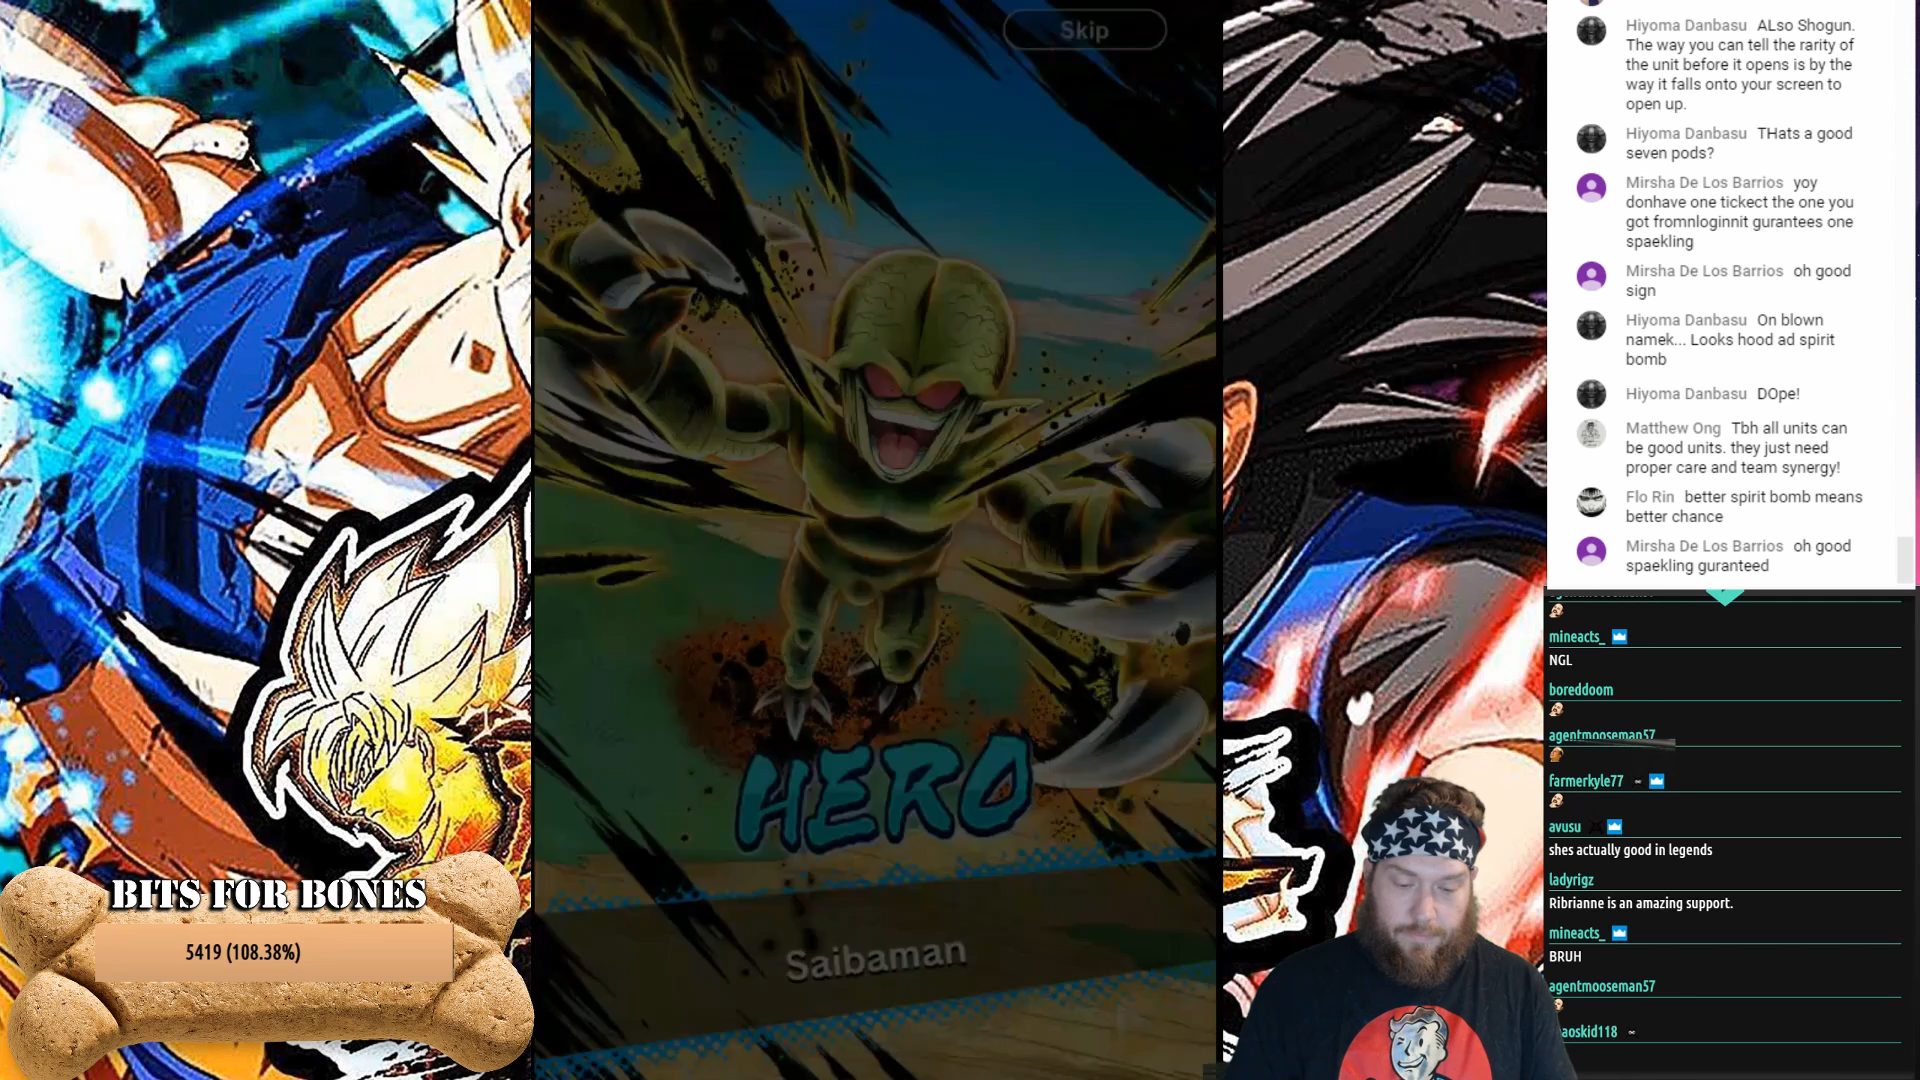 Skip
HERO
Saibaman
BITS FOR BONES
5419 (108.38%)
Hiyoma Danbasu ALso Shogun.
The way you can tell the rarity of
the unit before it opens is by the
way it falls onto your screen to
open up.
Hiyoma Danbasu THats a good
seven pods?
Mirsha De Los Barrios yoy
donhave one tickect the one you
got fromnloginnit gurantees one
spaekling
Mirsha De Los Barrios oh good
sign
Hiyoma Danbasu On blown
namek... Looks hood ad spirit
bomb
Hiyoma Danbasu DOpe!
Matthew Ong Tbh all units can
be good units. they just need
proper care and team synergy!
Flo Rin better spirit bomb means
better chance
Mirsha De Los Barrios oh good
spaekling guranteed
mineacts_
NGL
boreddoom
agentmooseman57
farmerkyle77
avusu
shes actually good in legends
ladyrigz
Ribrianne is an amazing support.
mineacts_
BRUH
agentmooseman57
aoskid118